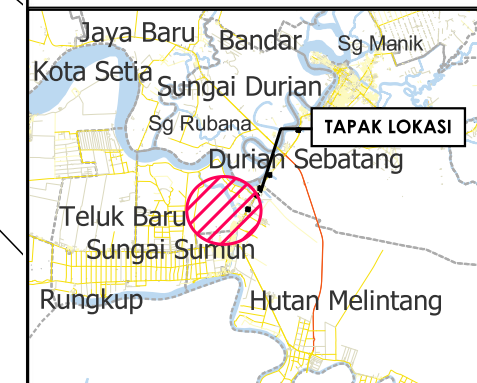 Jaya Baru
Bandar
Sg Manik
Kota Setia
Sungai Durian
Sg Rubana
TAPAK LOKASI
Durian Sebatang
Teluk Baru
Sungai Sumun
Rungkup
Hutan Melintang